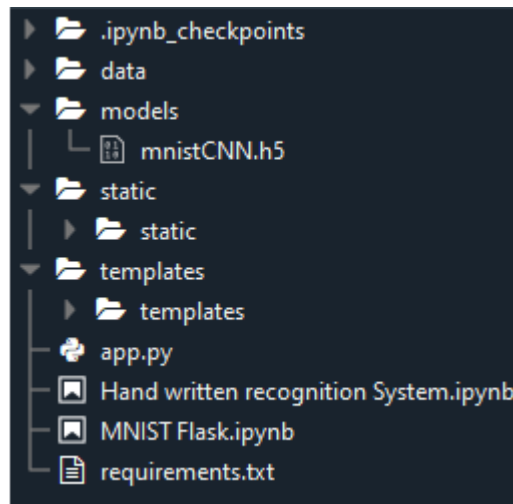 .ipynb_checkpoints
data
models
mnistCNN.h5
static
static
templates
templates
app.py
Hand written recognition System.ipynb
MNIST Flask.ipynb
requirements.txt